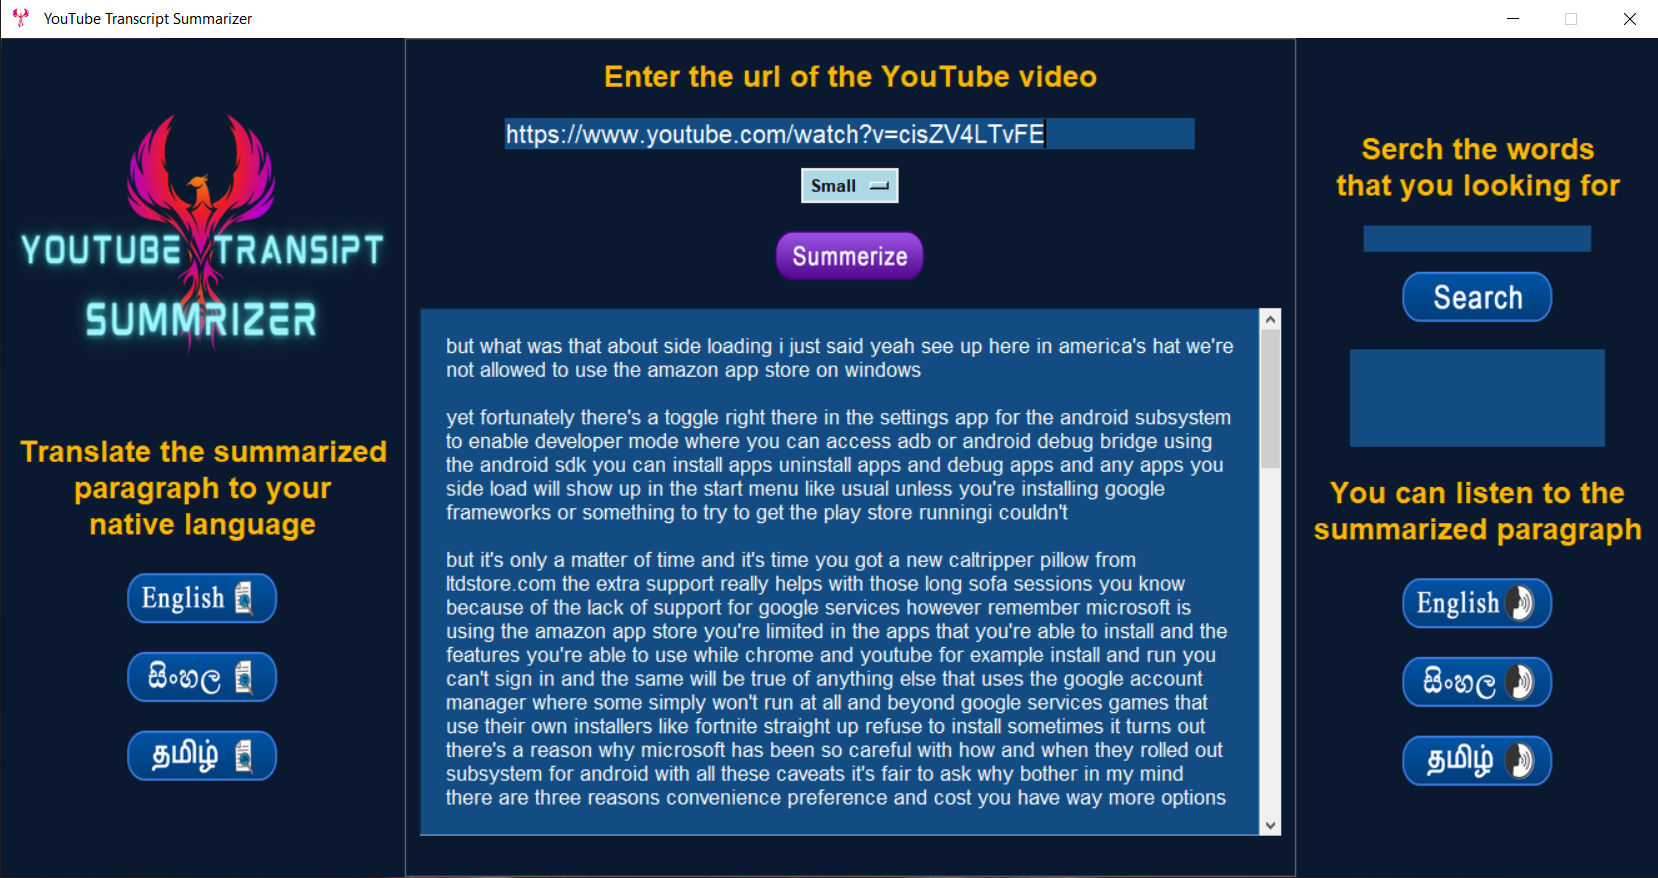 YouTube Transcript Summarizer
YOUTUBE TRANSIPT
SUMMRIZER
Translate the summarized
paragraph to your
native language
English
සිංහල
தமிழ்
Enter the url of the YouTube video
https://www.youtube.com/watch?v=cisZV4LTvFE
Small
Summerize
but what was that about side loading i just said yeah see up here in america's hat we're
not allowed to use the amazon app store on windows
yet fortunately there's a toggle right there in the settings app for the android subsystem
to enable developer mode where you can access adb or android debug bridge using
the android sdk you can install apps uninstall apps and debug apps and any apps you
side load will show up in the start menu like usual unless you're installing google
frameworks or something to try to get the play store runningi couldn't
but it's only a matter of time and it's time you got a new caltripper pillow from
ltdstore.com the extra support really helps with those long sofa sessions you know
because of the lack of support for google services however remember microsoft is
using the amazon app store you're limited in the apps that you're able to install and the
features you're able to use while chrome and youtube for example install and run you
can't sign in and the same will be true of anything else that uses the google account
manager where some simply won't run at all and beyond google services games that
use their own installers like fortnite straight up refuse to install sometimes it turns out
there's a reason why microsoft has been so careful with how and when they rolled out
subsystem for android with all these caveats it's fair to ask why bother in my mind
there are three reasons convenience preference and cost you have way more options
Serch the words
that you looking for
Search
You can listen to the
summarized paragraph
English
සිංහල
தமிழ்